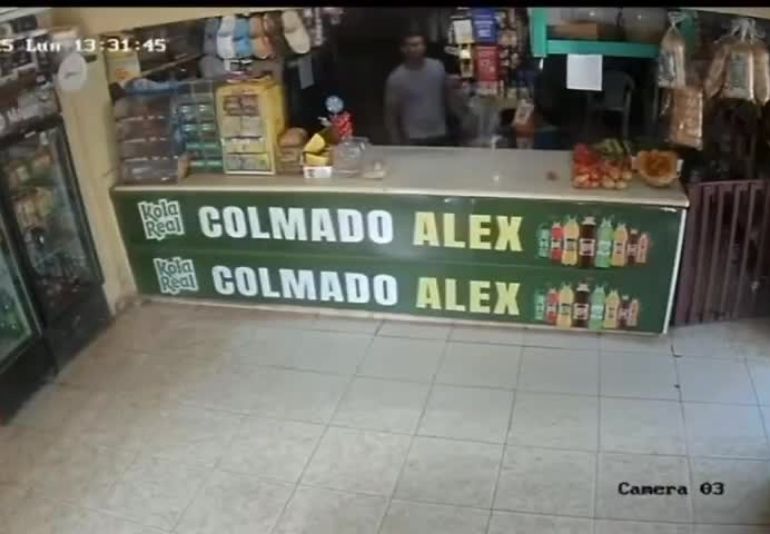 5 Lun 13:31:45
Kola
Real
COLMADO ALEX
Kola
Real
COLMADO ALEX
Camera 03